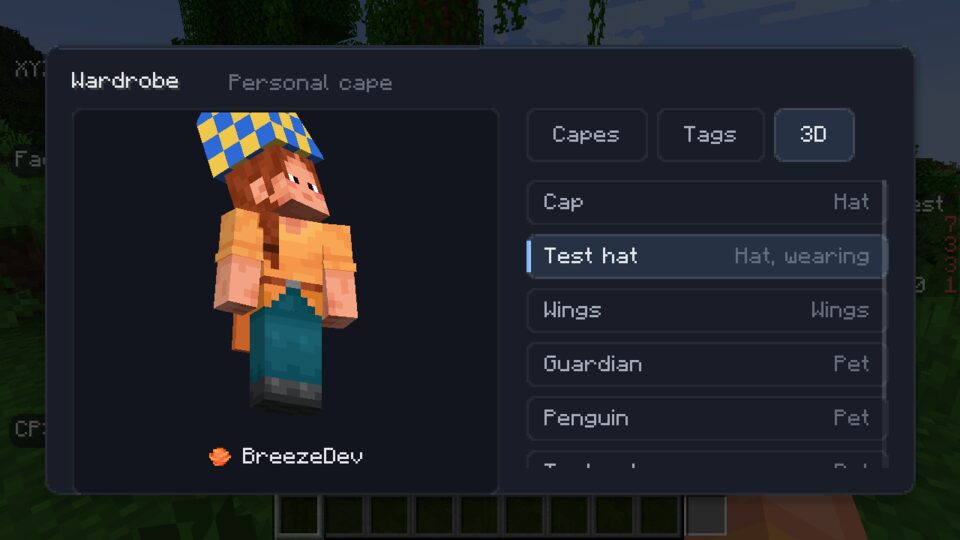 Wardrobe Personal cape
Capes Tags 3D
XYZ
Cap Hat
Test hat Hat, wearing
Wings Wings
Guardian Pet
Penguin Pet
BreezeDev